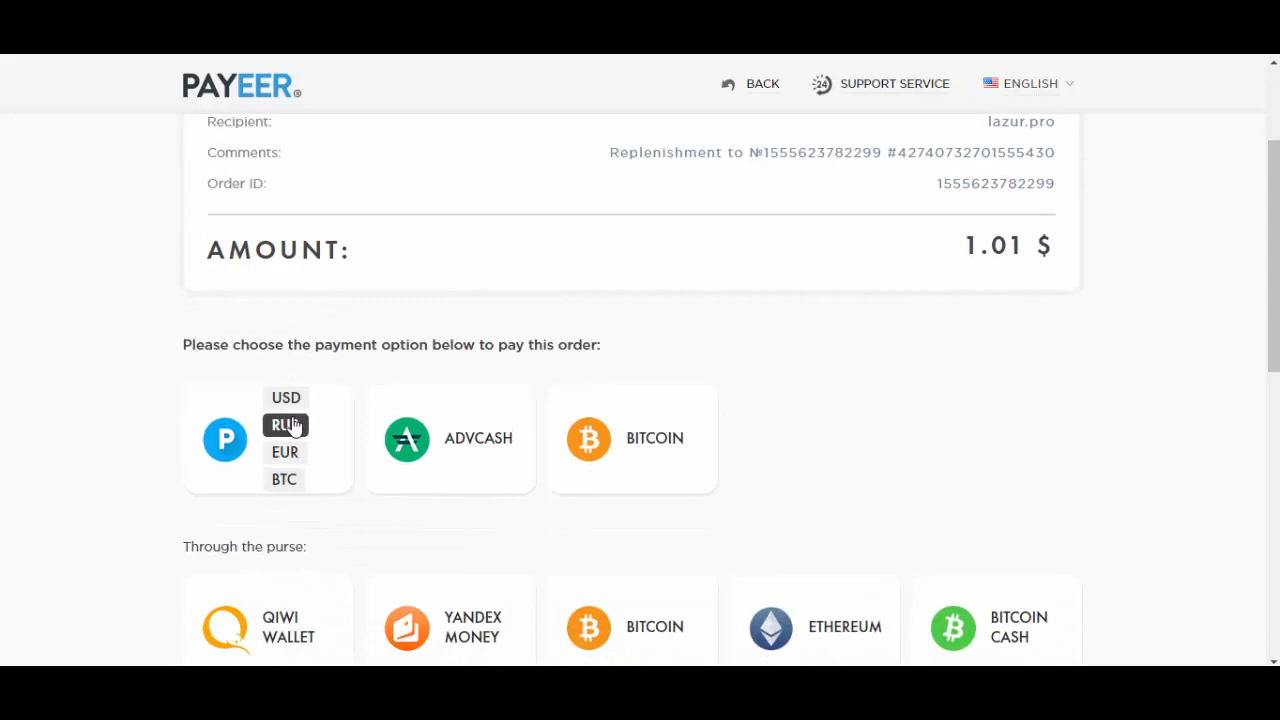 PAYEER®
BACK
SUPPORT SERVICE
ENGLISH
Recipient:
lazur.pro
Comments:
Replenishment to №1555623782299 #42740732701555430
Order ID:
1555623782299
AMOUNT:
1.01 $
Please choose the payment option below to pay this order:
P
USD
EUR
BTC
ADVCASH
BITCOIN
Through the purse:
QIWI
WALLET
YANDEX
MONEY
BITCOIN
ETHEREUM
BITCOIN
CASH